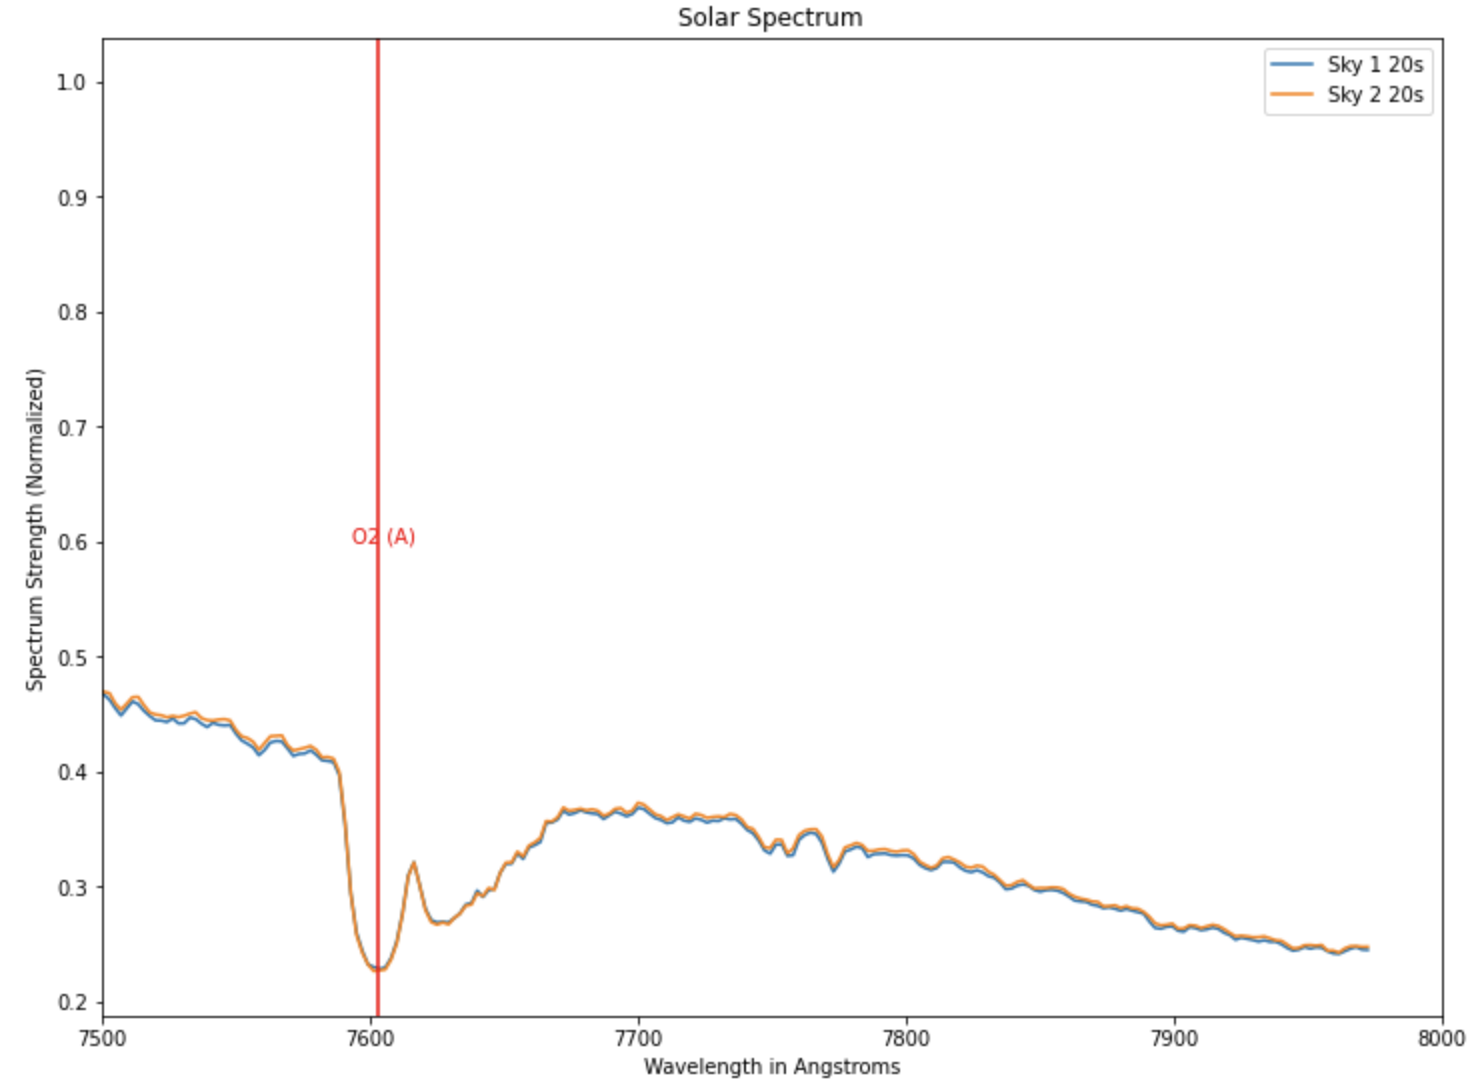 Solar Spectrum
Sky 1 20s
Sky 2 20s
1.0
0.9
0.8
0.7
0.6
0.5
0.4
0.3
0.2
Spectrum Strength (Normalized)
O2 (A)
7500 7600 7700 7800 7900 8000
Wavelength in Angstroms